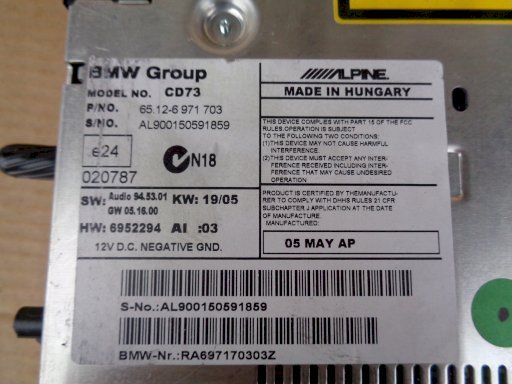 BMW Group
MODEL NO. CD73
P/NO. 65.12-6 971 703
S/NO. AL900150591859
e24
N18
020787
SW: Audio 94.53.01 KW: 19/05
GW 05.16.00
HW: 6952294 AI :03
12V D.C. NEGATIVE GND.
ALPINE.
MADE IN HUNGARY
THIS DEVICE COMPLIES WITH PART 15 OF THE FCC
RULES.OPERATION IS SUBJECT
TO THE FOLLOWING TWO CONDITIONS:
(1)THIS DEVICE MAY NOT CAUSE HARMFUL
INTERFERENCE.
(2)THIS DEVICE MUST ACCEPT ANY INTER-
FERENCE RECEIVED INCLUDING INTER-
FERENCE THAT MAY CAUSE UNDESIRED
OPERATION
PRODUCT IS CERTIFIED BY THEMANUFACTU-
RER TO COMPLY WITH DHHS RULES 21 CFR
SUBCHAPTER J APPLICATION AT THE DATE
OF MANUFACTURE.
MANUFACTURED:
05 MAY AP
S-No.:AL900150591859
BMW-Nr.:RA697170303Z